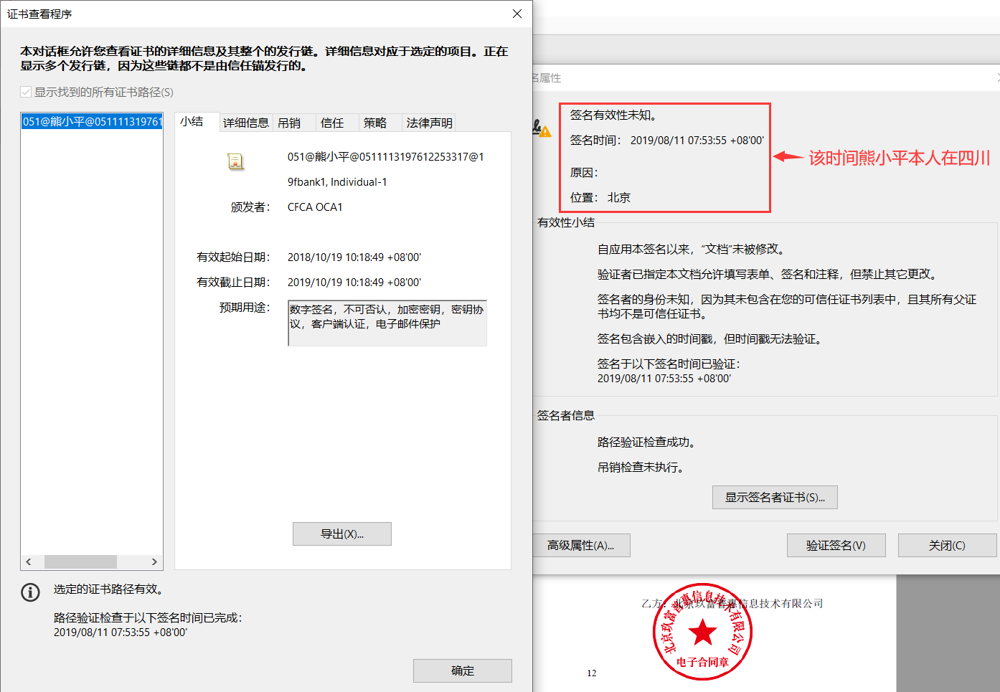 证书查看程序
本对话框允许您查看证书的详细信息及其整个的发行链。详细信息对应于选定的项目。正在
显示多个发行链，因为这些链都不是由信任锚发行的。
显示找到的所有证书路径(S)
051@熊小平@051111319761
小结
详细信息
吊销
信任
策略
法律声明
051@熊小平@0511113197612253317@1
9fbank1, Individual-1
颁发者： CFCA OCA1
有效起始日期： 2018/10/19 10:18:49 +08'00'
有效截止日期： 2019/10/19 10:18:49 +08'00'
预期用途： 数字签名，不可否认，加密密钥，密钥协
议，客户端认证，电子邮件保护
导出(X)...
选定的证书路径有效。
路径验证检查于以下签名时间已完成：
2019/08/11 07:53:55 +08'00'
确定
名属性
签名有效性未知。
签名时间： 2019/08/11 07:53:55 +08'00'
原因：
位置： 北京
该时间熊小平本人在四川
有效性小结
自应用本签名以来，“文档”未被修改。
验证者已指定本文档允许填写表单、签名和注释，但禁止其它更改。
签名者的身份未知，因为其未包含在您的可信任证书列表中，且其所有父证
书均不是可信任证书。
签名包含嵌入的时间戳，但时间戳无法验证。
签名于以下签名时间已验证：
2019/08/11 07:53:55 +08'00'
签名者信息
路径验证检查成功。
吊销检查未执行。
显示签名者证书(S)...
高级属性(A)...
验证签名(V)
关闭(C)
乙方：北京玖富普惠信息技术有限公司
北京玖富普惠信息技术有限公司
电子合同章
12